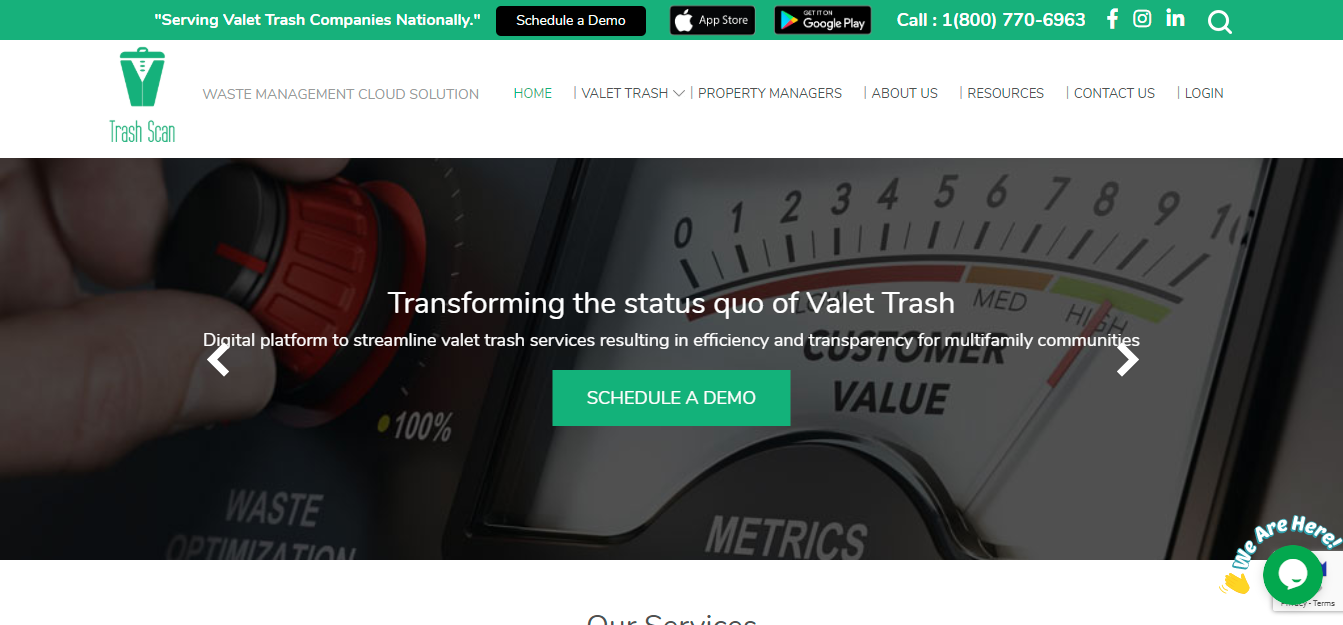 "Serving Valet Trash Companies Nationally."
Schedule a Demo
App Store
GET IT ON
Google Play
Call : 1(800) 770-6963
Trash Scan
WASTE MANAGEMENT CLOUD SOLUTION
HOME
VALET TRASH
PROPERTY MANAGERS
ABOUT US
RESOURCES
CONTACT US
LOGIN
0 1 2 3 4 5 6 7 8 9 10
LOW MED HIGH
Transforming the status quo of Valet Trash
Digital platform to streamline valet trash services resulting in efficiency and transparency for multifamily communities
CUSTOMER
VALUE
SCHEDULE A DEMO
100%
WASTE
OPTIMIZATION
METRICS
We Are Here!
Privacy - Terms
Our Services